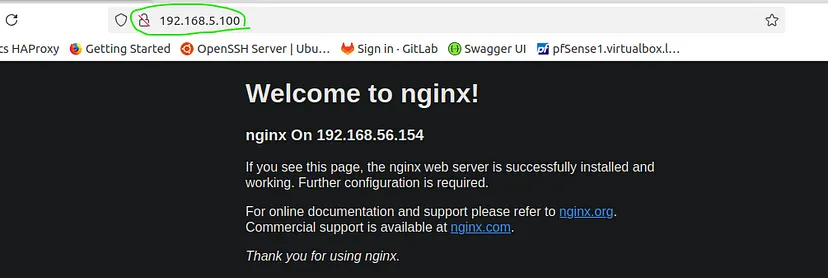 192.168.5.100
cs HAProxy Getting Started OpenSSH Server | Ubu… Sign in · GitLab Swagger UI pfSense1.virtualbox.l…
Welcome to nginx!
nginx On 192.168.56.154
If you see this page, the nginx web server is successfully installed and
working. Further configuration is required.
For online documentation and support please refer to nginx.org.
Commercial support is available at nginx.com.
Thank you for using nginx.